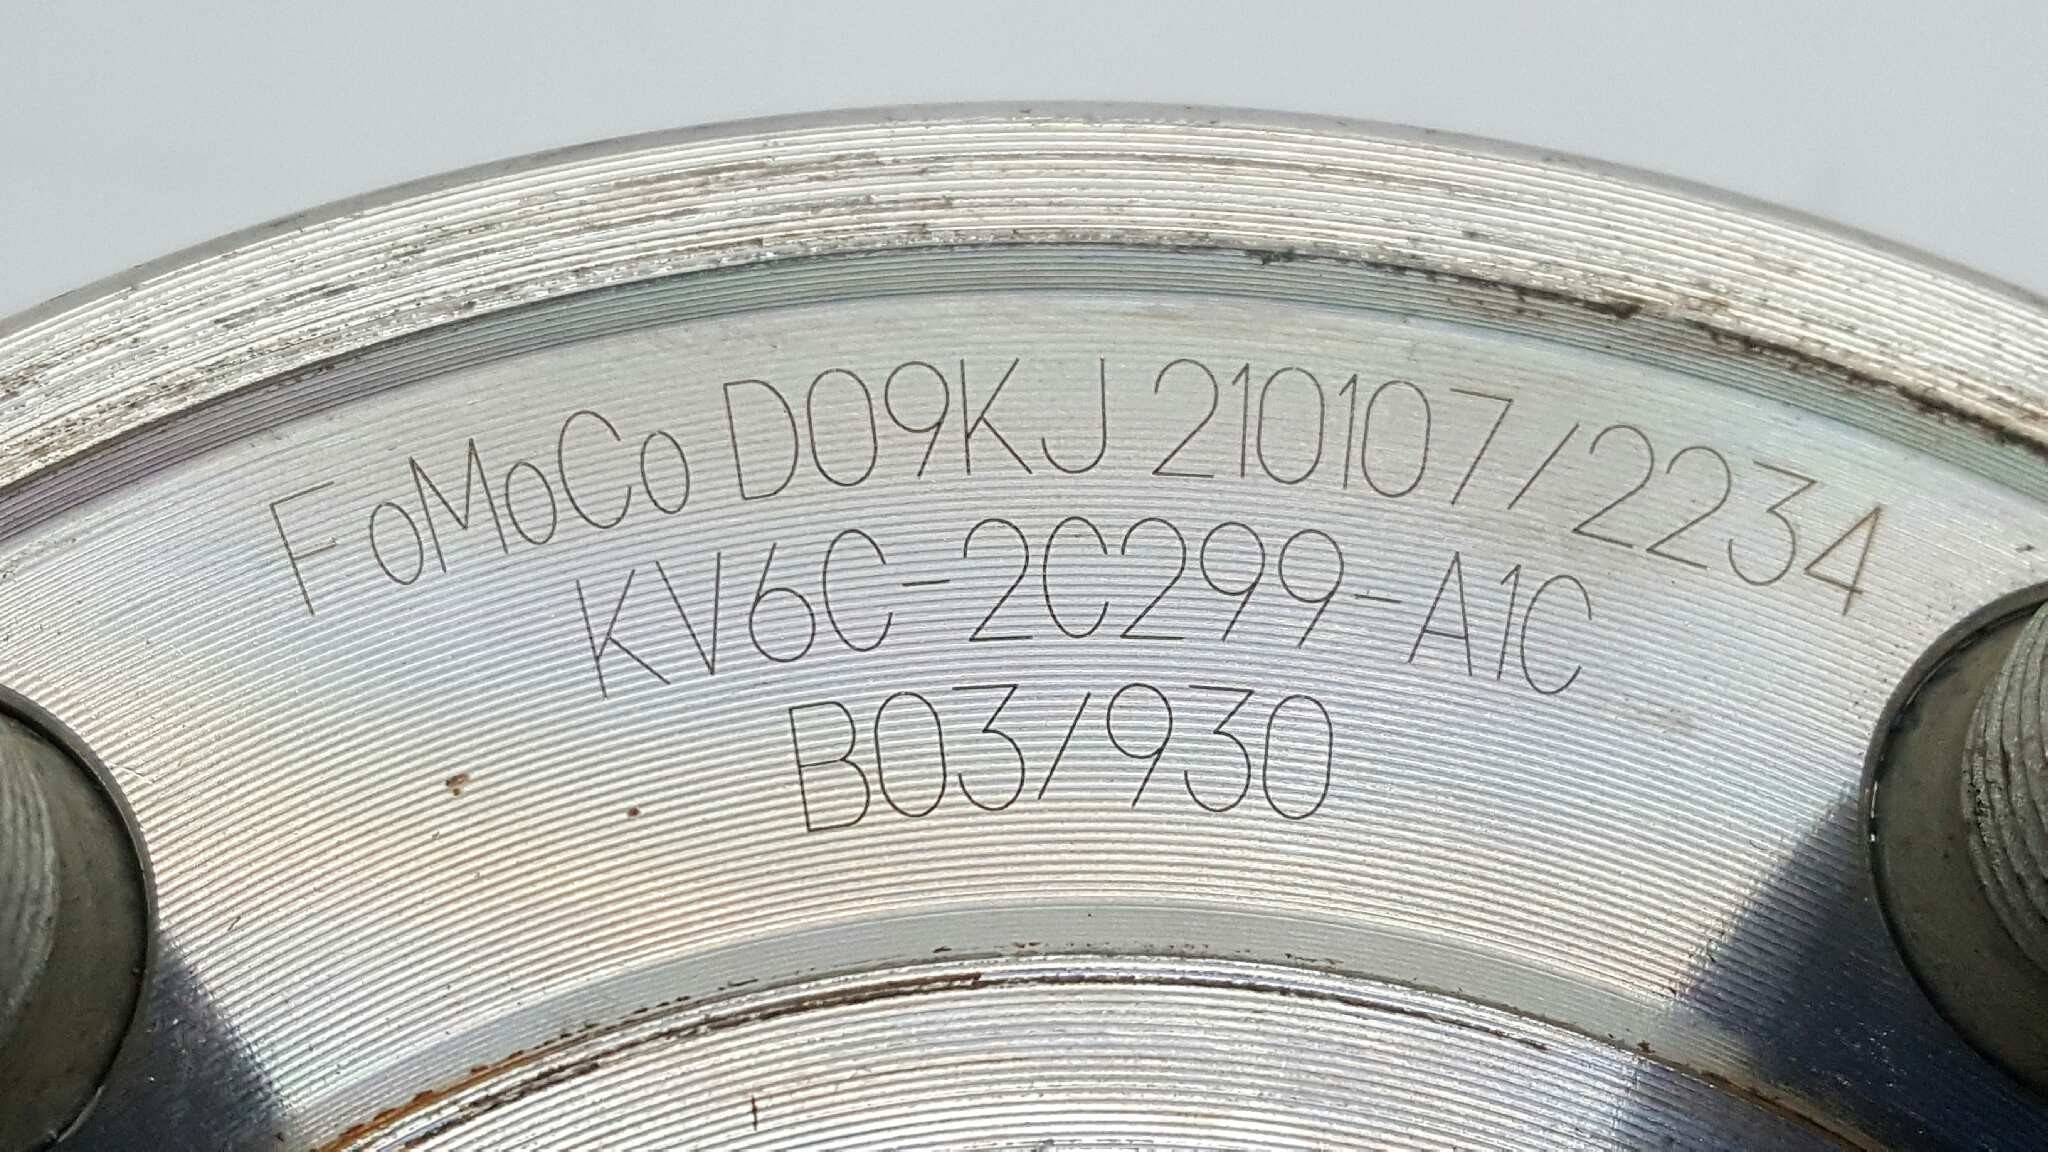 FoMoCo D09KJ 210107/2234
KV6C-2C299-A1C
B03/930